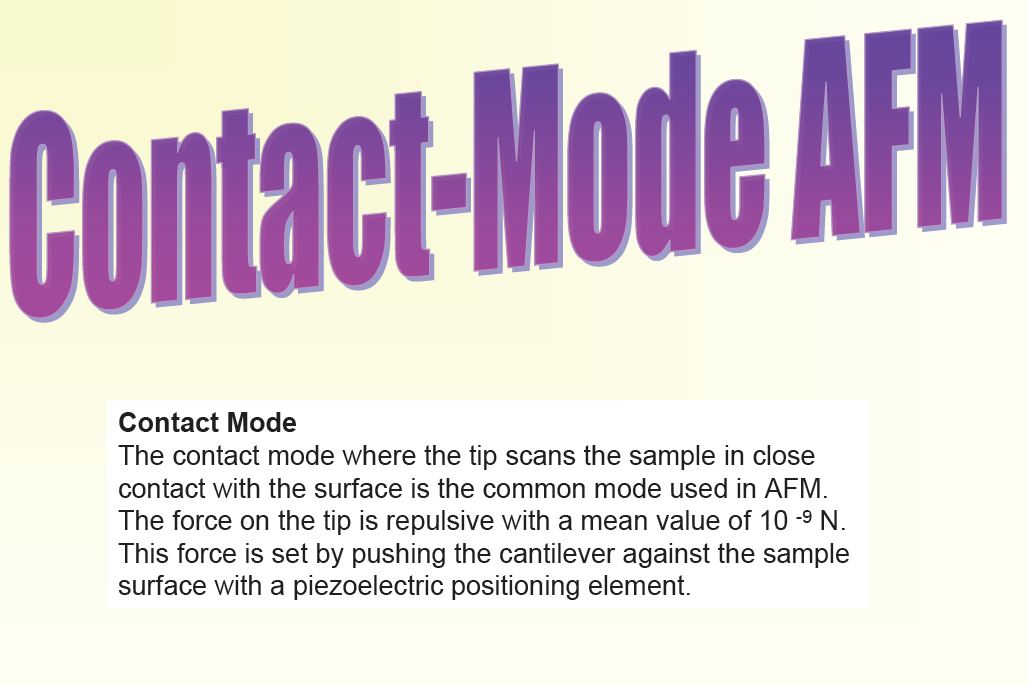 Contact-Mode AFM
Contact Mode
The contact mode where the tip scans the sample in close
contact with the surface is the common mode used in AFM.
The force on the tip is repulsive with a mean value of 10 -9 N.
This force is set by pushing the cantilever against the sample
surface with a piezoelectric positioning element.